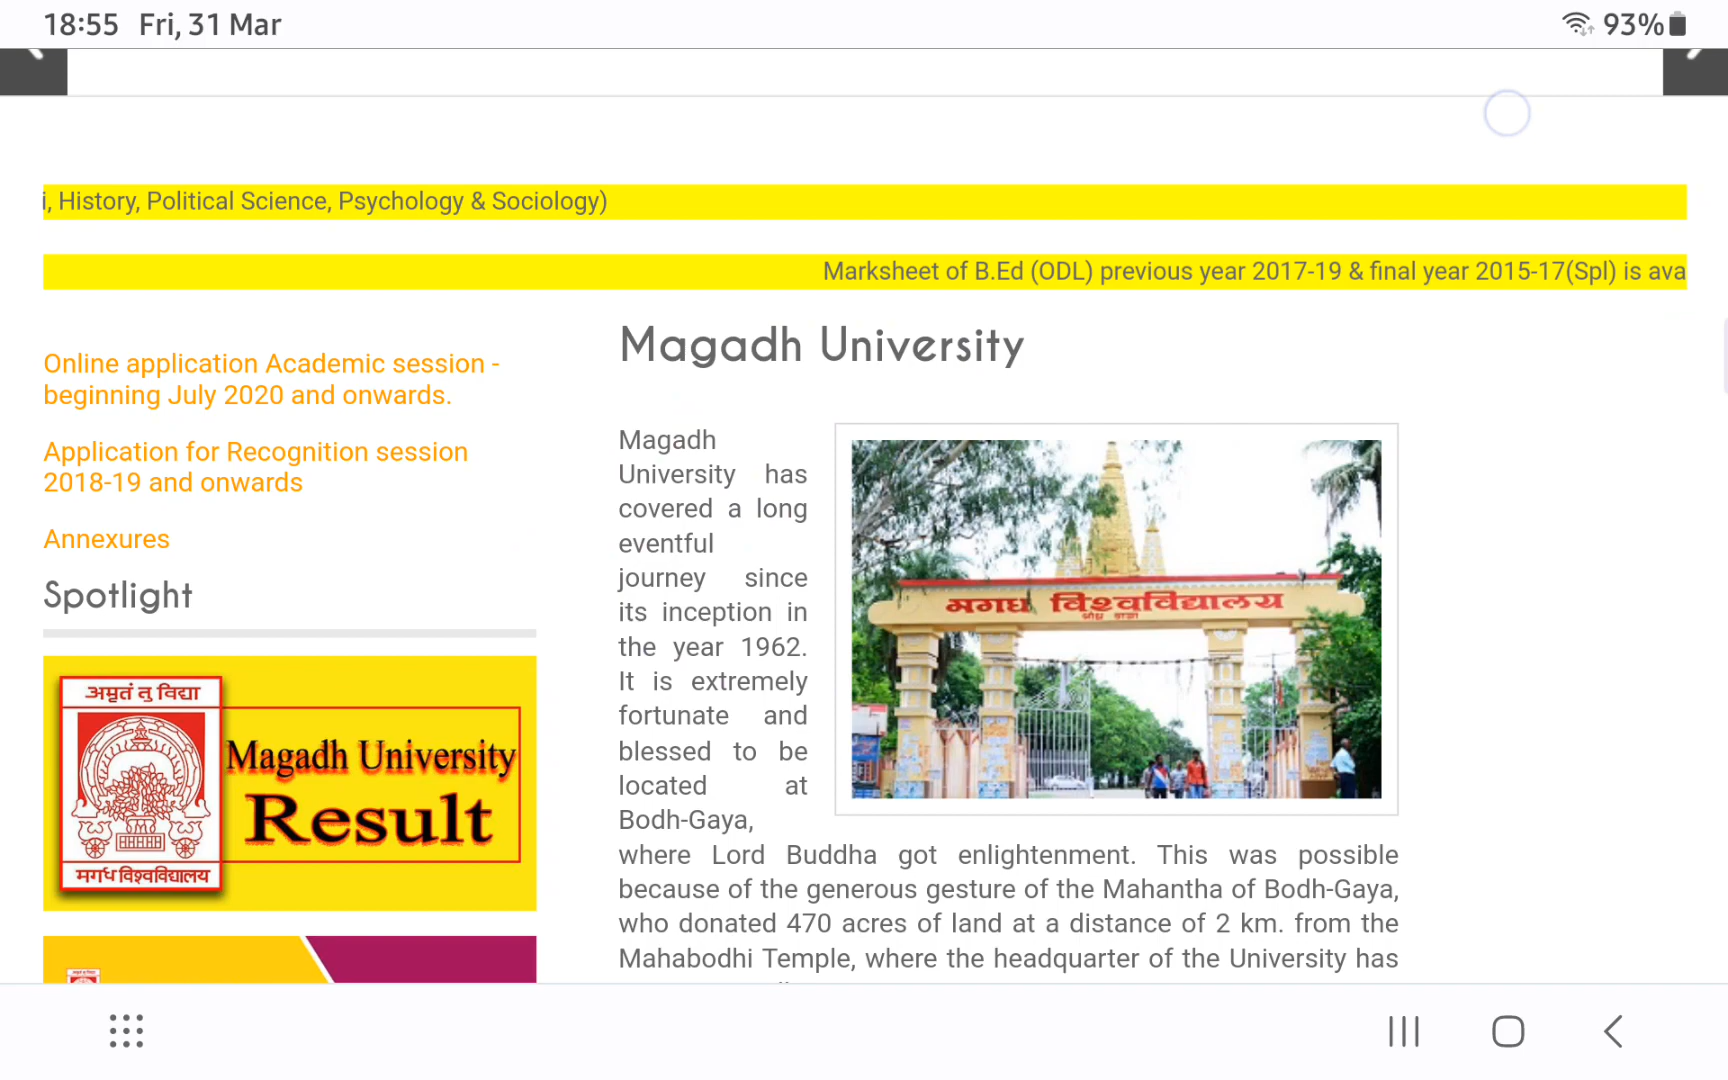 18:55 Fri, 31 Mar
93%
i, History, Political Science, Psychology & Sociology)
Marksheet of B.Ed (ODL) previous year 2017-19 & final year 2015-17(Spl) is ava
Online application Academic session -
beginning July 2020 and onwards.
Application for Recognition session
2018-19 and onwards
Annexures
Spotlight
अमृतं तु विद्या
Magadh University
Result
मगध विश्वविद्यालय
Magadh University
Magadh
University has
covered a long
eventful
journey since
its inception in
the year 1962.
It is extremely
fortunate and
blessed to be
located at
Bodh-Gaya,
मगध विश्वविद्यालय
बोध गया
where Lord Buddha got enlightenment. This was possible
because of the generous gesture of the Mahantha of Bodh-Gaya,
who donated 470 acres of land at a distance of 2 km. from the
Mahabodhi Temple, where the headquarter of the University has